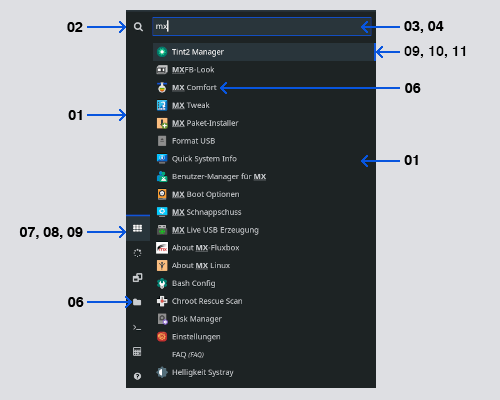 02
mx
03, 04
Tint2 Manager
09, 10, 11
MXFB-Look
MX Comfort
06
MX Tweak
01
MX Paket-Installer
Format USB
Quick System Info
01
Benutzer-Manager für MX
MX Boot Optionen
MX Schnappschuss
07, 08, 09
MX Live USB Erzeugung
About MX-Fluxbox
About MX Linux
Bash Config
06
Chroot Rescue Scan
Disk Manager
Einstellungen
FAQ (FAQ)
Helligkeit Systray